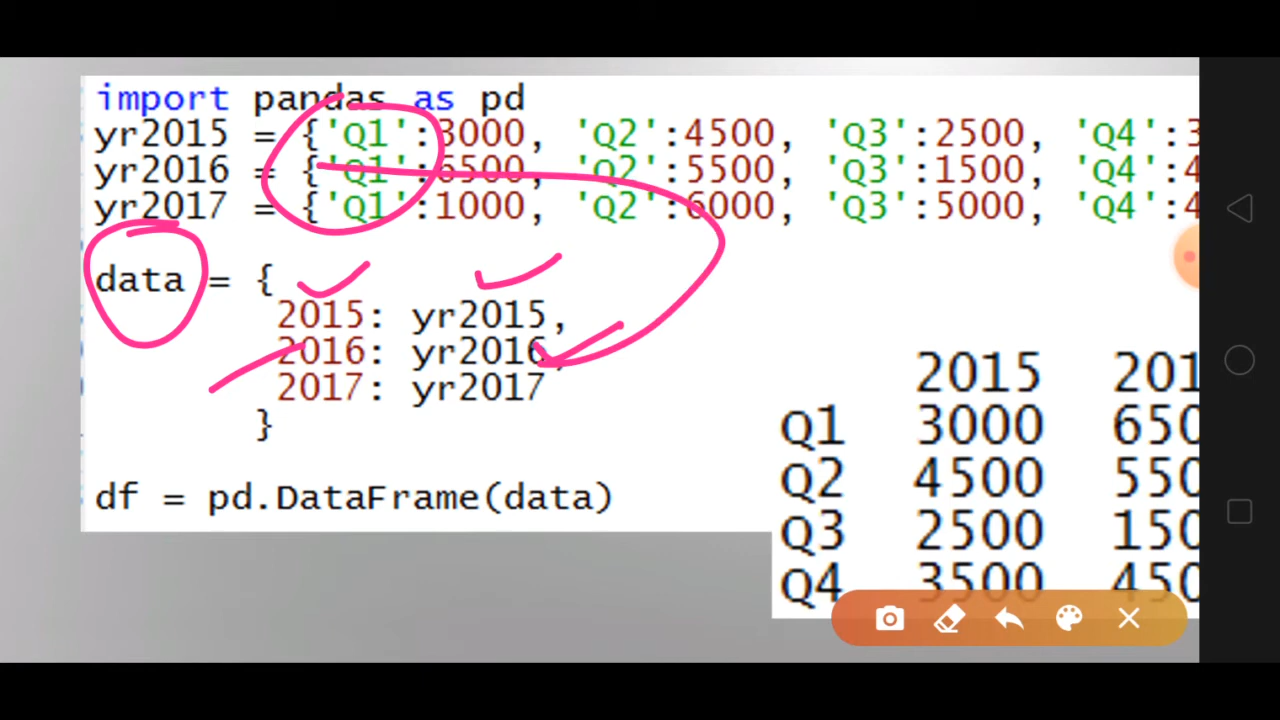 import pandas as pd
yr2015 = {'Q1':3000, 'Q2':4500, 'Q3':2500, 'Q4':3
yr2016 = {'Q1':6500, 'Q2':5500, 'Q3':1500, 'Q4':4
yr2017 = {'Q1':1000, 'Q2':6000, 'Q3':5000, 'Q4':4
data = {
2015: yr2015,
2016: yr2016,
2017: yr2017
}
df = pd.DataFrame(data)
2015 201
Q1 3000 650
Q2 4500 550
Q3 2500 150
Q4 3500 450